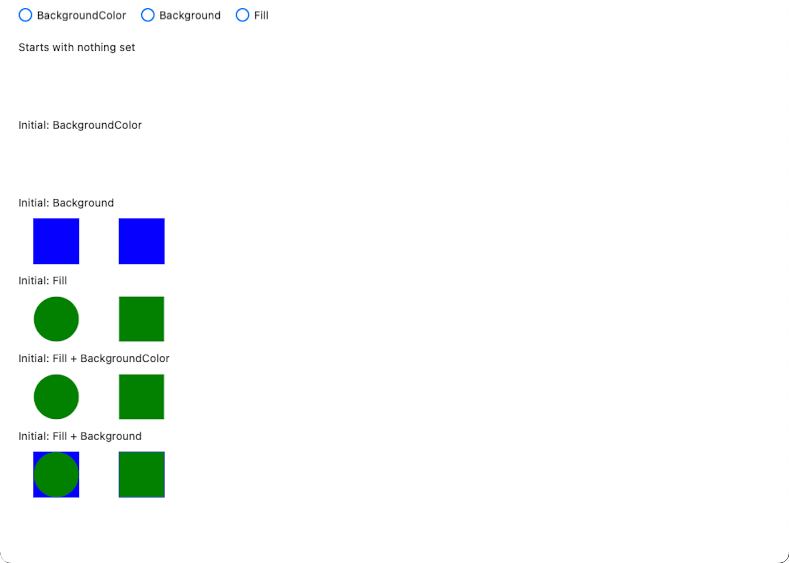 BackgroundColor Background Fill
Starts with nothing set
Initial: BackgroundColor
Initial: Background
Initial: Fill
Initial: Fill + BackgroundColor
Initial: Fill + Background